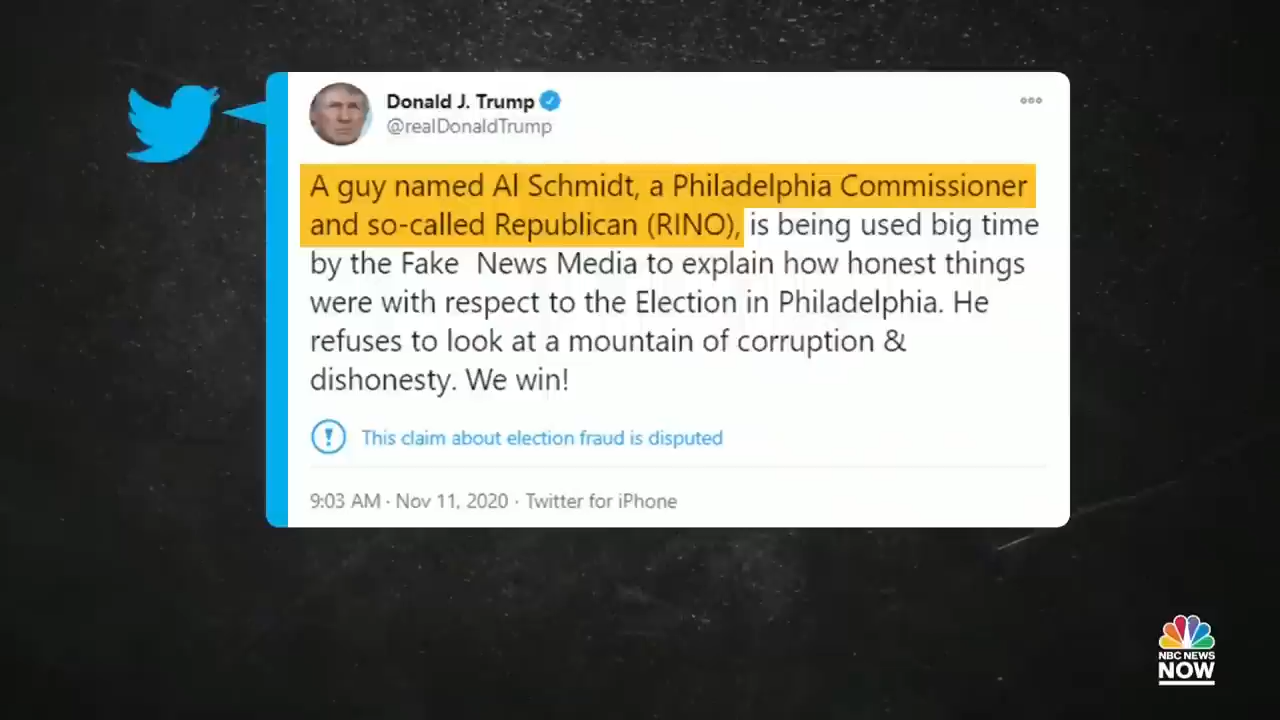 Donald J. Trump
@realDonaldTrump
A guy named Al Schmidt, a Philadelphia Commissioner
and so-called Republican (RINO), is being used big time
by the Fake  News Media to explain how honest things
were with respect to the Election in Philadelphia. He
refuses to look at a mountain of corruption &
dishonesty. We win!
This claim about election fraud is disputed
9:03 AM · Nov 11, 2020 · Twitter for iPhone
NBC NEWS
NOW